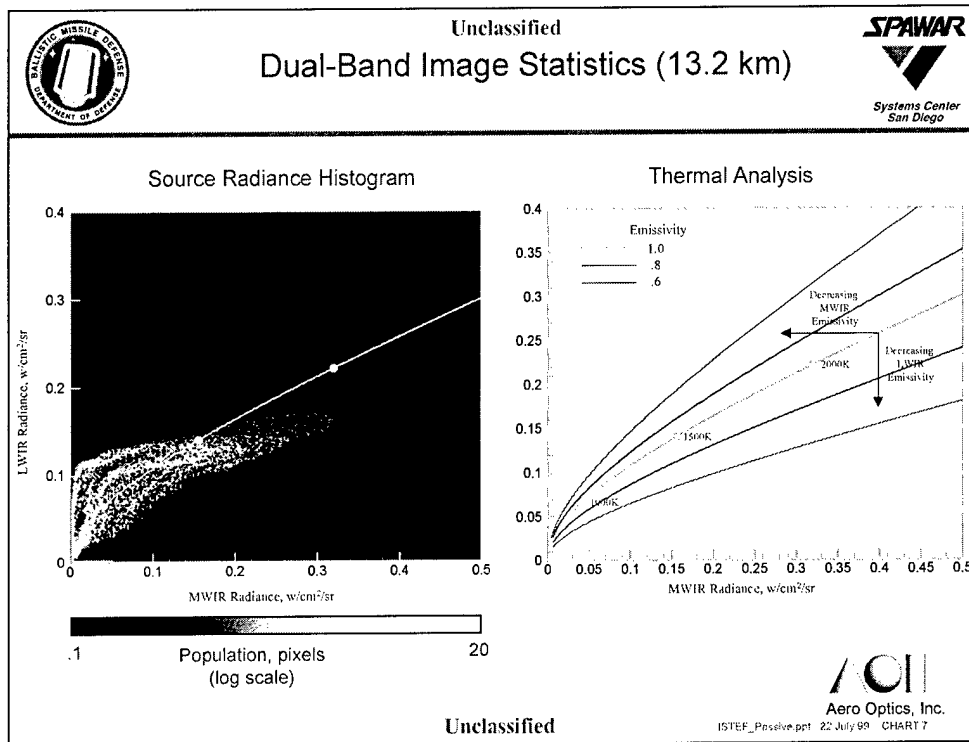 Unclassified
BALLISTIC MISSILE DEFENSE
DEPARTMENT OF DEFENSE
Dual-Band Image Statistics (13.2 km)
SPAWAR
Systems Center
San Diego
Source Radiance Histogram
0.4
0.3
0.2
0.1
0
LWIR Radiance, w/cm²/sr
0
0.1
0.2
0.3
0.4
0.5
MWIR Radiance, w/cm²/sr
.1
20
Population, pixels
(log scale)
Thermal Analysis
0.4
0.35
0.3
0.25
0.2
0.15
0.1
0.05
0
Emissivity
1.0
.8
.6
Decreasing
MWIR
Emissivity
Decreasing
LWIR
Emissivity
2000K
1500K
1000K
0
0.05
0.1
0.15
0.2
0.25
0.3
0.35
0.4
0.45
0.5
MWIR Radiance, w/cm²/sr
Aero Optics, Inc.
Unclassified
ISTEF_Passive.ppt 22 July 99 CHART 7